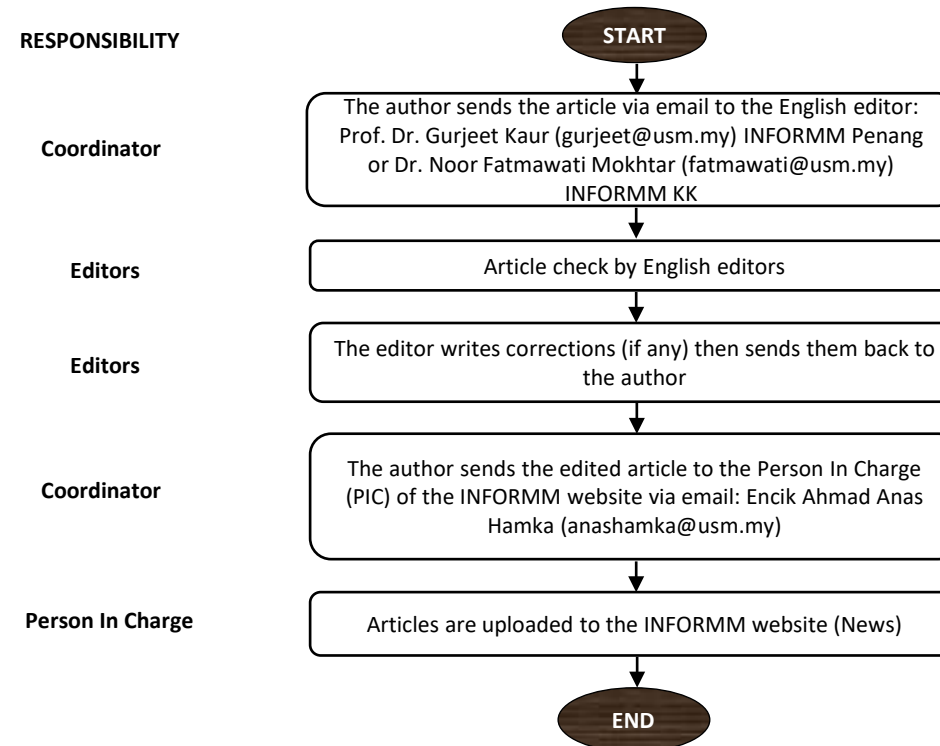 RESPONSIBILITY
START
Coordinator
The author sends the article via email to the English editor:
Prof. Dr. Gurjeet Kaur (gurjeet@usm.my) INFORMM Penang
or Dr. Noor Fatmawati Mokhtar (fatmawati@usm.my)
INFORMM KK
Editors
Article check by English editors
Editors
The editor writes corrections (if any) then sends them back to
the author
Coordinator
The author sends the edited article to the Person In Charge
(PIC) of the INFORMM website via email: Encik Ahmad Anas
Hamka (anashamka@usm.my)
Person In Charge
Articles are uploaded to the INFORMM website (News)
END